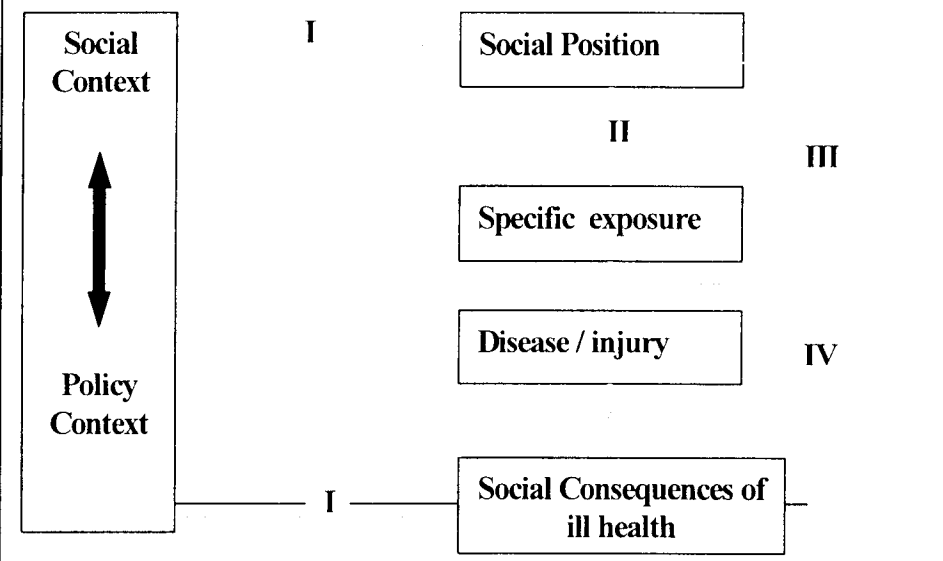 Social
Context
Policy
Context
I
I
Social Position
II
III
Specific exposure
Disease / injury
IV
Social Consequences of
ill health